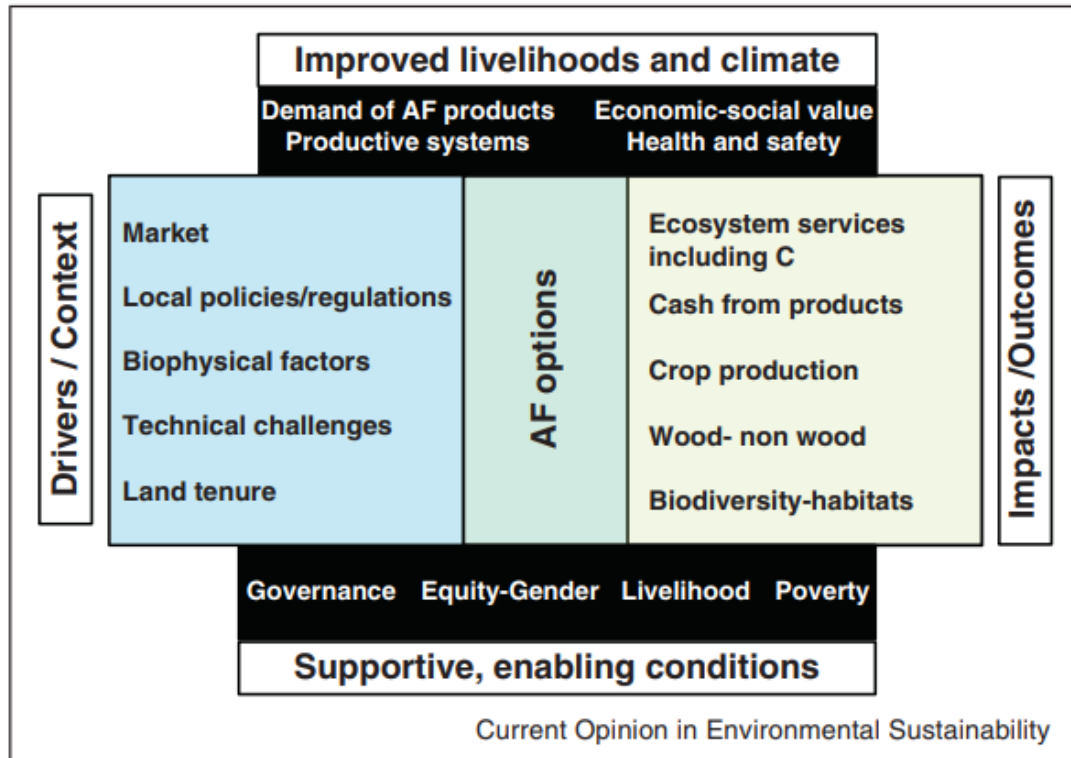 Improved livelihoods and climate
Demand of AF products
Economic-social value
Productive systems
Health and safety
Drivers / Context
Market
Local policies/regulations
Biophysical factors
Technical challenges
Land tenure
AF options
Ecosystem services
including C
Cash from products
Crop production
Wood- non wood
Biodiversity-habitats
Impacts /Outcomes
Governance Equity-Gender Livelihood Poverty
Supportive, enabling conditions
Current Opinion in Environmental Sustainability